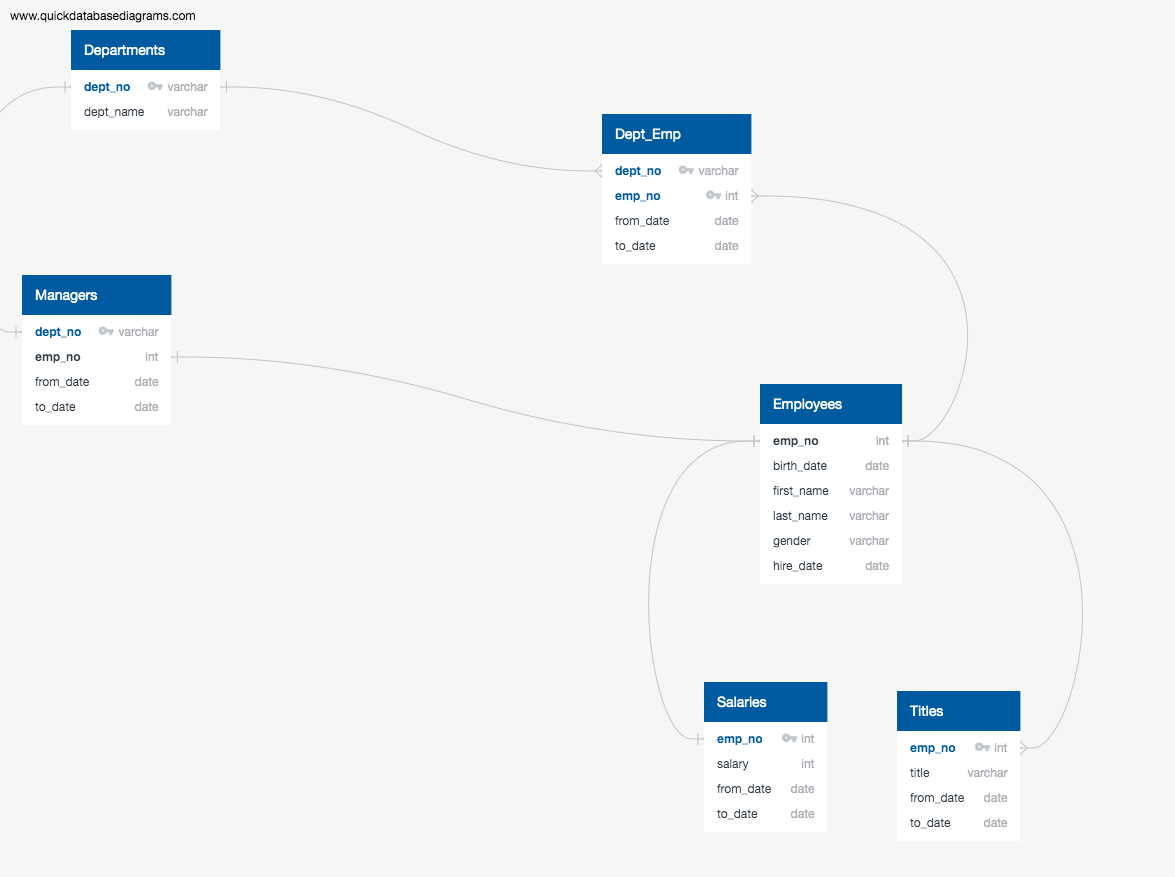 www.quickdatabasediagrams.com
Departments
dept_no varchar
dept_name varchar
Dept_Emp
dept_no varchar
emp_no int
from_date date
to_date date
Managers
dept_no varchar
emp_no int
from_date date
to_date date
Employees
emp_no int
birth_date date
first_name varchar
last_name varchar
gender varchar
hire_date date
Salaries
emp_no int
salary int
from_date date
to_date date
Titles
emp_no int
title varchar
from_date date
to_date date